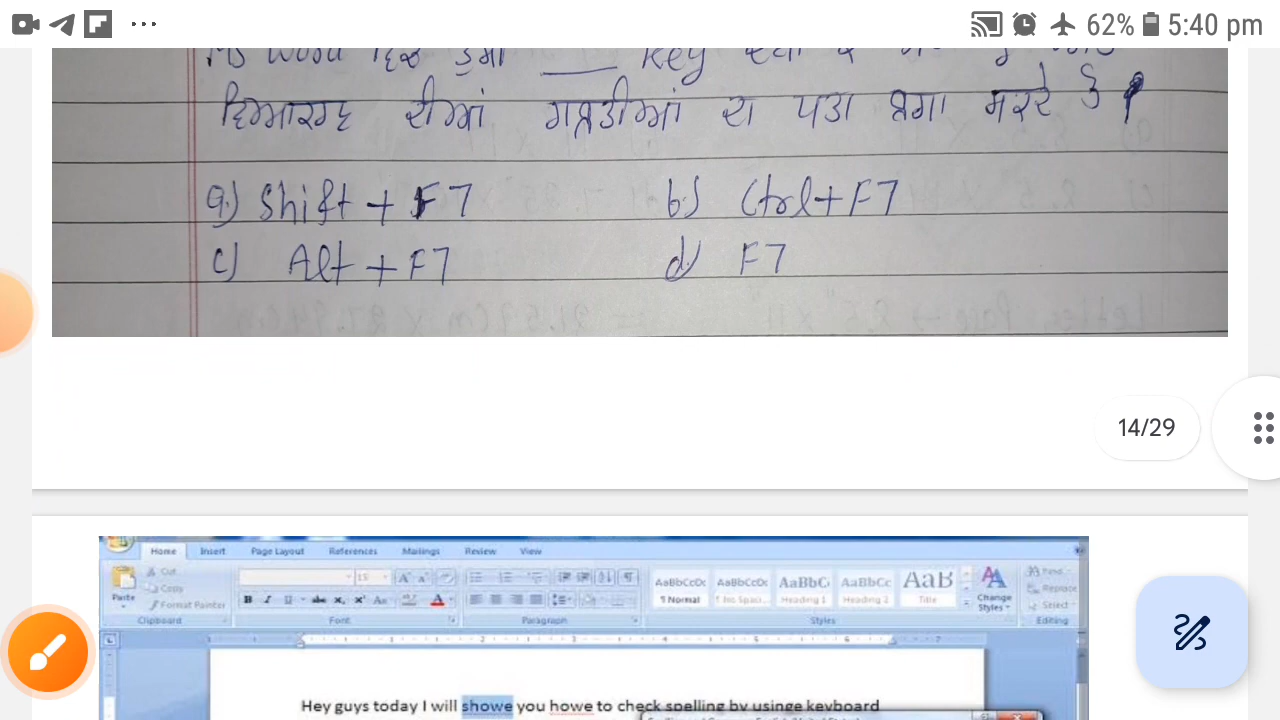 62% 5:40 pm
Key
ਵਿਆਕਰਣ ਦੀਆਂ ਗਲਤੀਆਂ ਦਾ ਪਤਾ ਲਗਾ ਸਕਦੇ ਹੋ ?
a) Shift + F7 b) Ctrl+F7
c) Alt + F7 d) F7
14/29
Home Insert Page Layout References Mailings Review View
Cut
Copy
Paste Format Painter
AaBbCcDc AaBbCcDc AaBbC AaBbCc AaB
¶ Normal Heading 1 Heading 2 Title
Change Styles
Find
Replace
Select
Clipboard Font Paragraph Styles Editing
Hey guys today I will showe you howe to check spelling by usinge keyboard